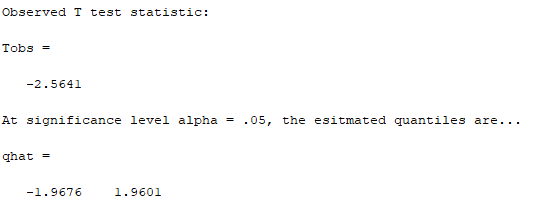 Observed T test statistic:
Tobs =
-2.5641
At significance level alpha = .05, the esitmated quantiles are...
qhat =
-1.9676 1.9601